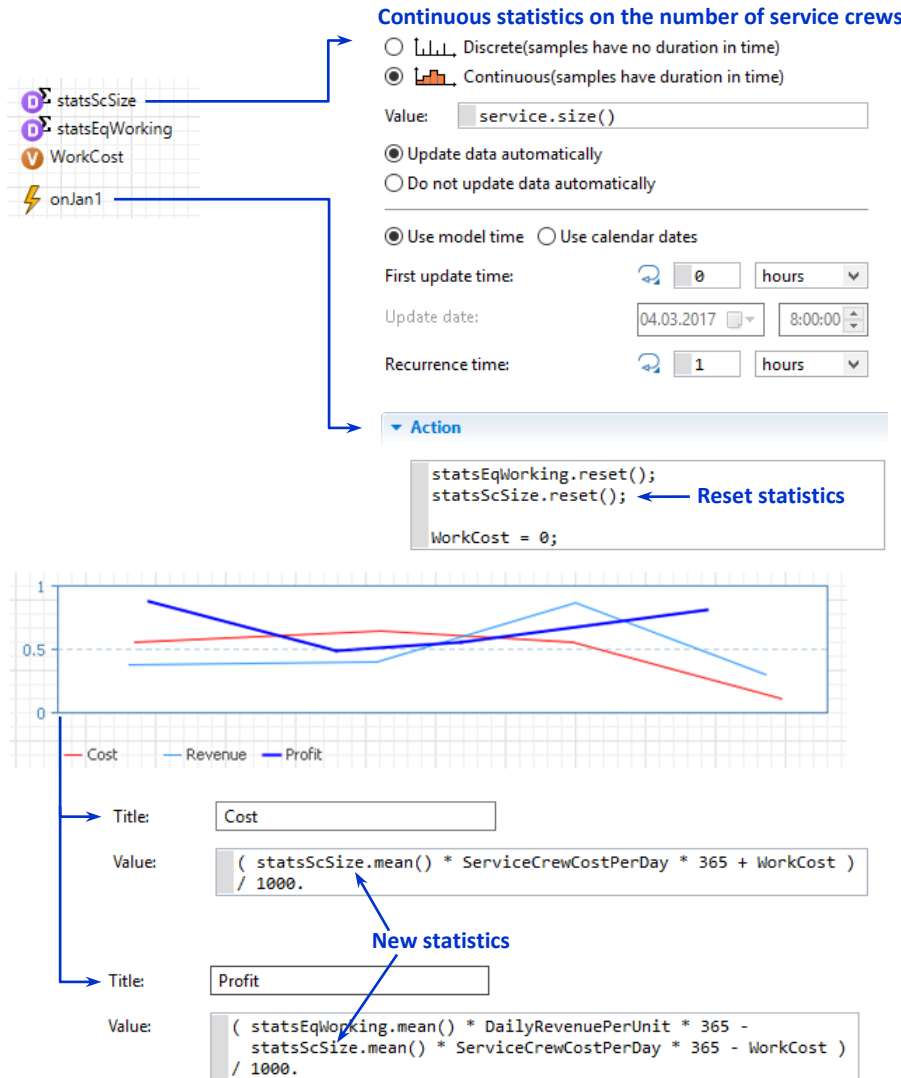 Continuous statistics on the number of service crews
Discrete(samples have no duration in time)
Continuous(samples have duration in time)
statsScSize
statsEqWorking
WorkCost
onJan1
Value: service.size()
Update data automatically
Do not update data automatically
Use model time Use calendar dates
First update time: 0 hours
Update date: 04.03.2017 8:00:00
Recurrence time: 1 hours
Action
statsEqWorking.reset();
statsScSize.reset(); Reset statistics
WorkCost = 0;
1
0.5
0
Cost Revenue Profit
Title: Cost
Value: ( statsScSize.mean() * ServiceCrewCostPerDay * 365 + WorkCost )
/ 1000.
New statistics
Title: Profit
Value: ( statsEqWorking.mean() * DailyRevenuePerUnit * 365 -
statsScSize.mean() * ServiceCrewCostPerDay * 365 - WorkCost )
/ 1000.